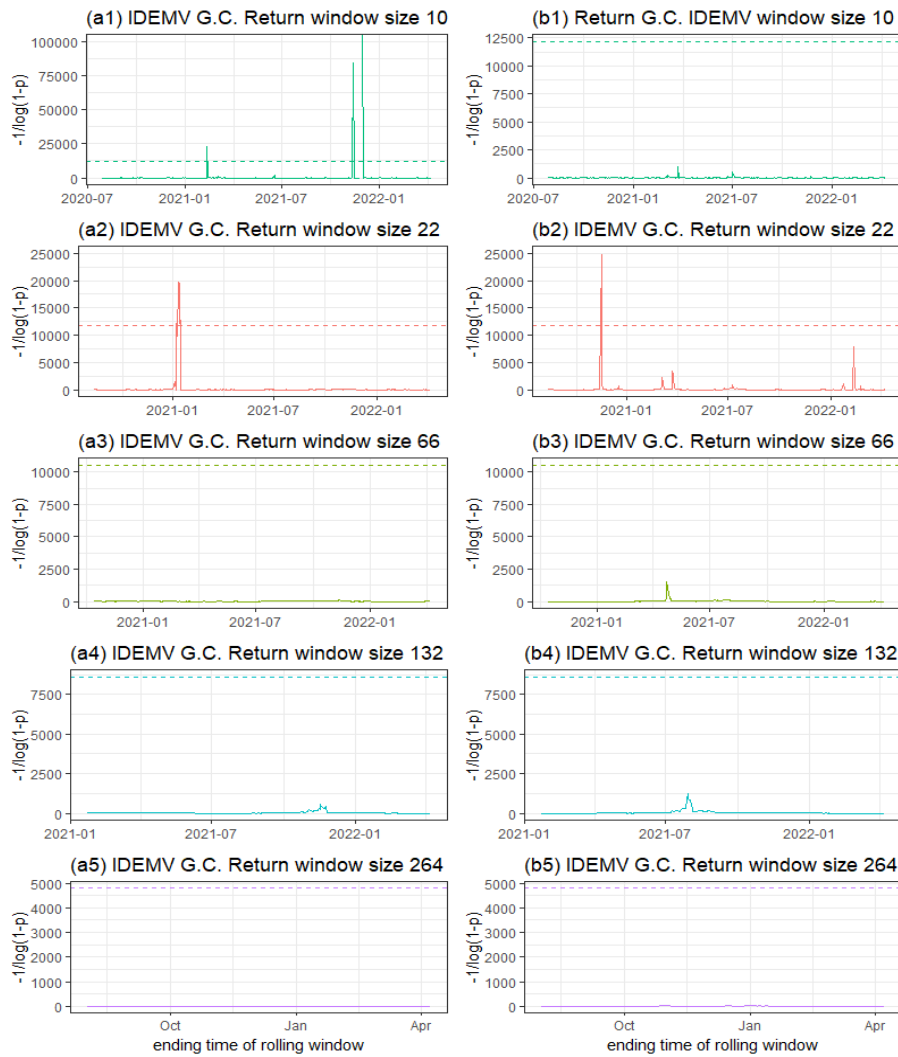 (a1) IDEMV G.C. Return window size 10
-1/log(1-p)
100000
75000
50000
25000
0
2020-07 2021-01 2021-07 2022-01
(b1) Return G.C. IDEMV window size 10
-1/log(1-p)
12500
10000
7500
5000
2500
0
2020-07 2021-01 2021-07 2022-01
(a2) IDEMV G.C. Return window size 22
-1/log(1-p)
25000
20000
15000
10000
5000
0
2021-01 2021-07 2022-01
(b2) IDEMV G.C. Return window size 22
-1/log(1-p)
25000
20000
15000
10000
5000
0
2021-01 2021-07 2022-01
(a3) IDEMV G.C. Return window size 66
-1/log(1-p)
10000
7500
5000
2500
0
2021-01 2021-07 2022-01
(b3) IDEMV G.C. Return window size 66
-1/log(1-p)
10000
7500
5000
2500
0
2021-01 2021-07 2022-01
(a4) IDEMV G.C. Return window size 132
-1/log(1-p)
7500
2500
0
2021-01 2021-07 2022-01
(b4) IDEMV G.C. Return window size 132
-1/log(1-p)
7500
2500
0
2021-01 2021-07 2022-01
(a5) IDEMV G.C. Return window size 264
-1/log(1-p)
5000
4000
3000
2000
1000
0
Oct Jan Apr
ending time of rolling window
(b5) IDEMV G.C. Return window size 264
-1/log(1-p)
5000
4000
3000
2000
1000
0
Oct Jan Apr
ending time of rolling window